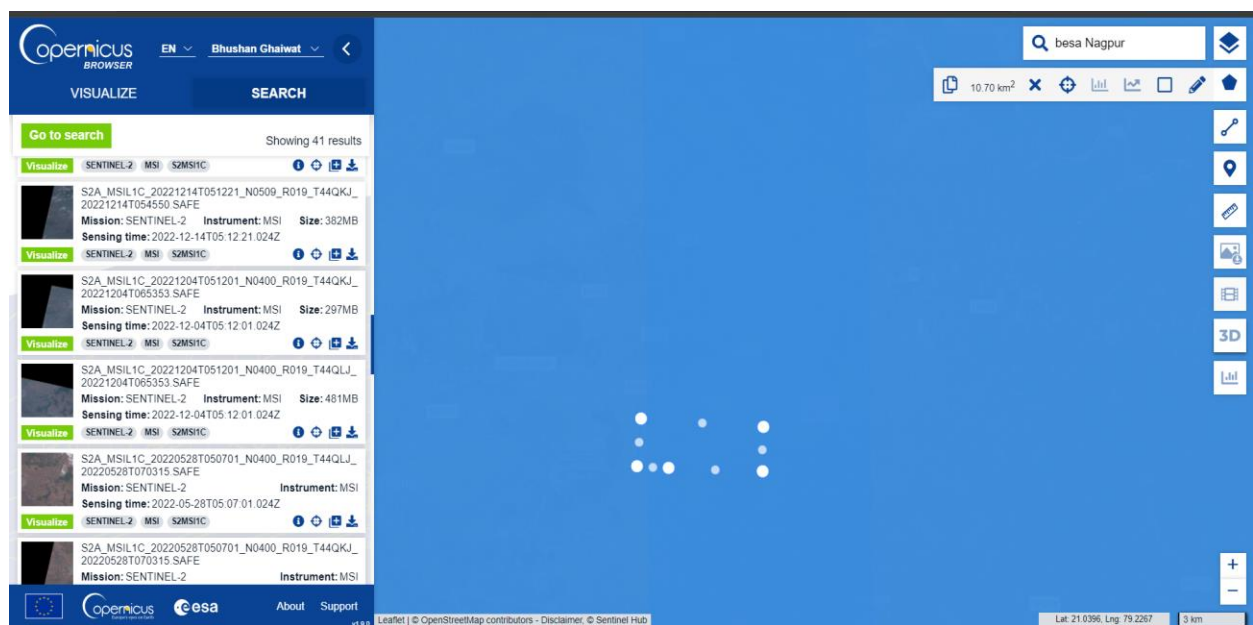 Copernicus
BROWSER
EN
Bhushan Ghaiwat
VISUALIZE
SEARCH
Go to search
Showing 41 results
Visualize SENTINEL-2 MSI S2MSI1C
S2A_MSIL1C_20221214T051221_N0509_R019_T44QKJ_
20221214T054550.SAFE
Mission: SENTINEL-2 Instrument: MSI Size: 382MB
Sensing time: 2022-12-14T05:12:21.024Z
Visualize SENTINEL-2 MSI S2MSI1C
S2A_MSIL1C_20221204T051201_N0400_R019_T44QKJ_
20221204T065353.SAFE
Mission: SENTINEL-2 Instrument: MSI Size: 297MB
Sensing time: 2022-12-04T05:12:01.024Z
Visualize SENTINEL-2 MSI S2MSI1C
S2A_MSIL1C_20221204T051201_N0400_R019_T44QLJ_
20221204T065353.SAFE
Mission: SENTINEL-2 Instrument: MSI Size: 481MB
Sensing time: 2022-12-04T05:12:01.024Z
Visualize SENTINEL-2 MSI S2MSI1C
S2A_MSIL1C_20220528T050701_N0400_R019_T44QLJ_
20220528T070315.SAFE
Mission: SENTINEL-2 Instrument: MSI
Sensing time: 2022-05-28T05:07:01.024Z
Visualize SENTINEL-2 MSI S2MSI1C
S2A_MSIL1C_20220528T050701_N0400_R019_T44QKJ_
20220528T070315.SAFE
Mission: SENTINEL-2 Instrument: MSI
Copernicus
esa
About Support
besa Nagpur
10.70 km²
3D
+
−
Leaflet | © OpenStreetMap contributors - Disclaimer, © Sentinel Hub
Lat: 21.0396, Lng: 79.2267
3 km